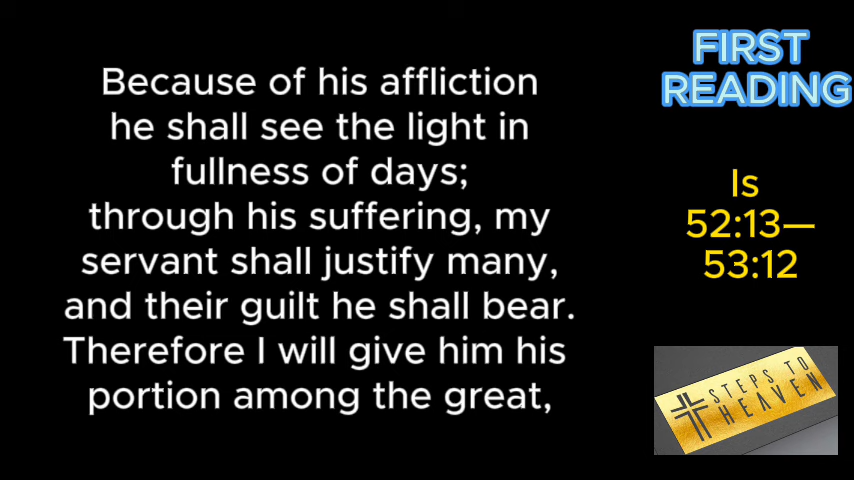 Because of his affliction
he shall see the light in
fullness of days;
through his suffering, my
servant shall justify many,
and their guilt he shall bear.
Therefore I will give him his
portion among the great,
FIRST
READING
Is
52:13—
53:12
STEPS TO
HEAVEN